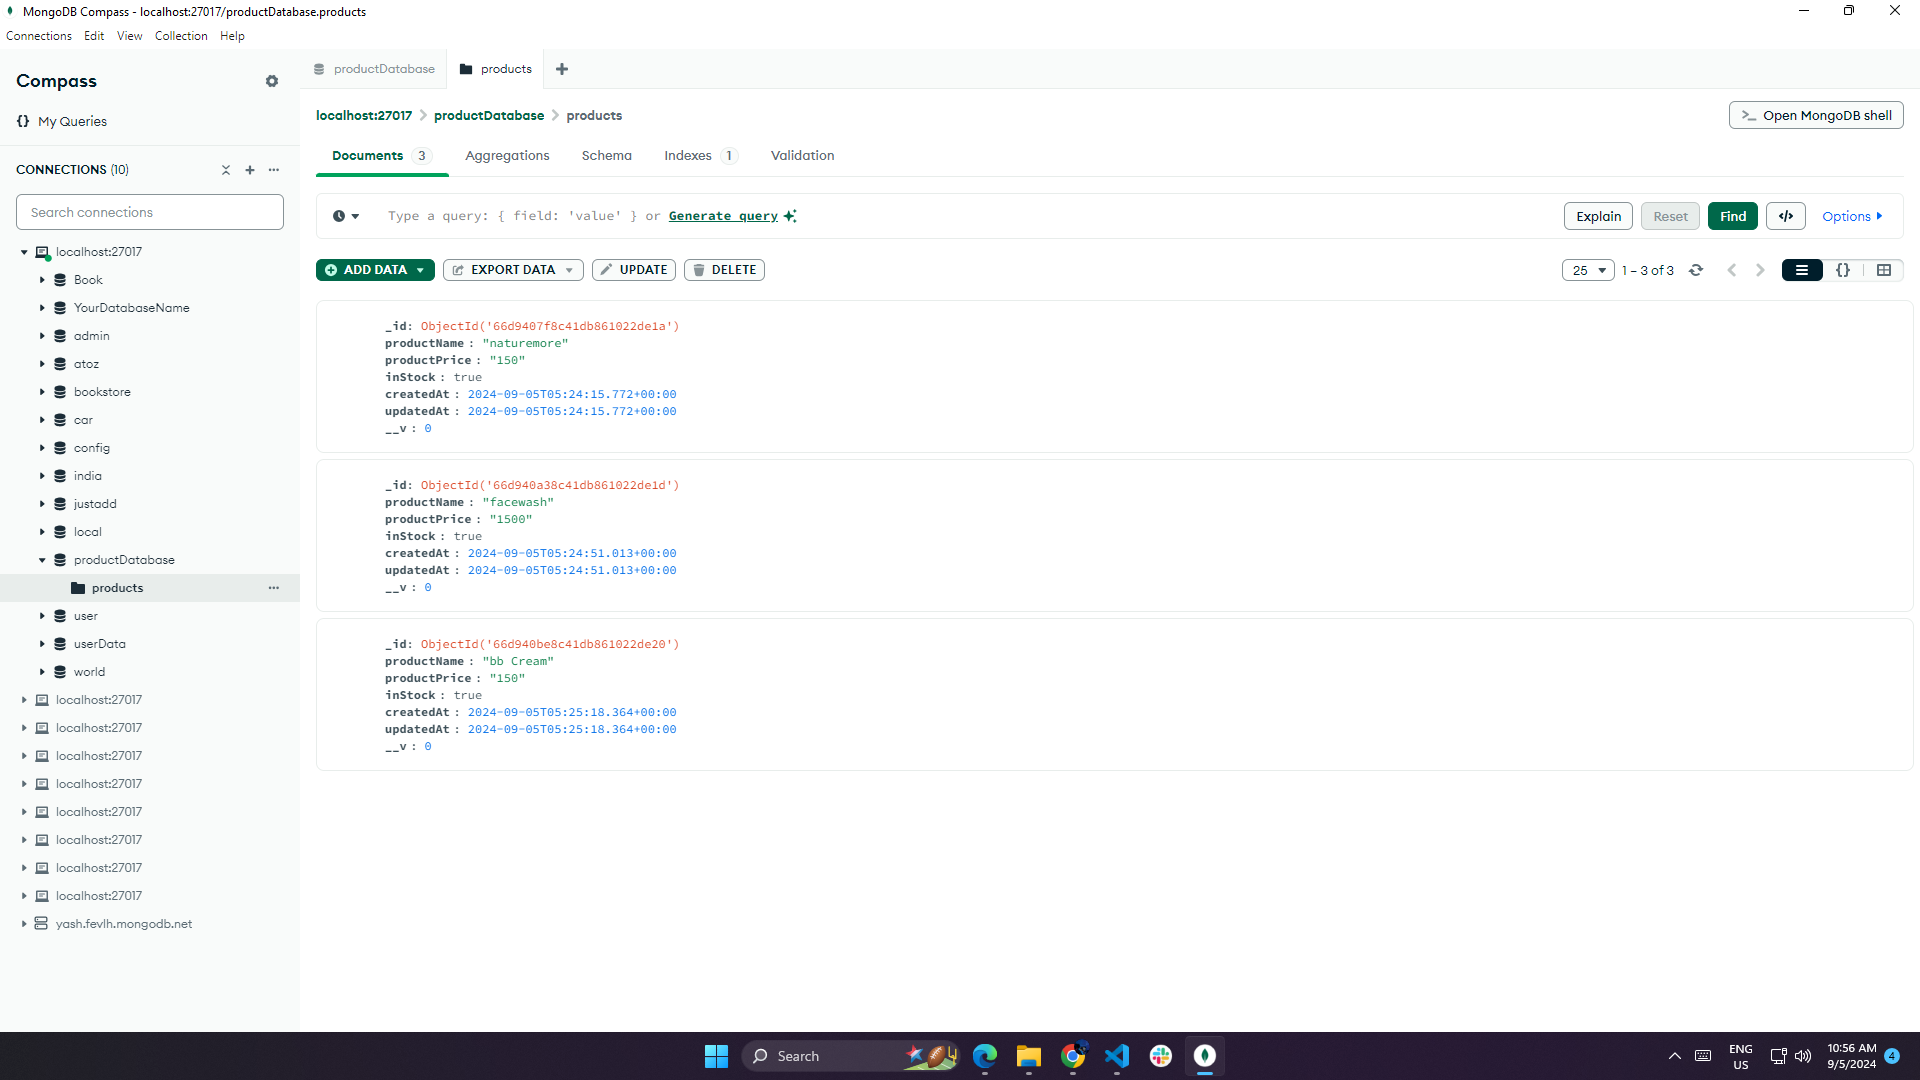 MongoDB Compass - localhost:27017/productDatabase.products
Connections Edit View Collection Help
Compass
{} My Queries
CONNECTIONS (10)
Search connections
localhost:27017
Book
YourDatabaseName
admin
atoz
bookstore
car
config
india
justadd
local
productDatabase
products
user
userData
world
localhost:27017
localhost:27017
localhost:27017
localhost:27017
localhost:27017
localhost:27017
localhost:27017
localhost:27017
yash.fevlh.mongodb.net
productDatabase products
localhost:27017 > productDatabase > products
>_ Open MongoDB shell
Documents 3 Aggregations Schema Indexes 1 Validation
Type a query: { field: 'value' } or Generate query
Explain Reset Find </> Options
ADD DATA EXPORT DATA UPDATE DELETE
25 1 – 3 of 3 {}
_id: ObjectId('66d9407f8c41db861022de1a')
productName : "naturemore"
productPrice : "150"
inStock : true
createdAt : 2024-09-05T05:24:15.772+00:00
updatedAt : 2024-09-05T05:24:15.772+00:00
__v : 0
_id: ObjectId('66d940a38c41db861022de1d')
productName : "facewash"
productPrice : "1500"
inStock : true
createdAt : 2024-09-05T05:24:51.013+00:00
updatedAt : 2024-09-05T05:24:51.013+00:00
__v : 0
_id: ObjectId('66d940be8c41db861022de20')
productName : "bb Cream"
productPrice : "150"
inStock : true
createdAt : 2024-09-05T05:25:18.364+00:00
updatedAt : 2024-09-05T05:25:18.364+00:00
__v : 0
Search
ENG
US
10:56 AM
9/5/2024
4